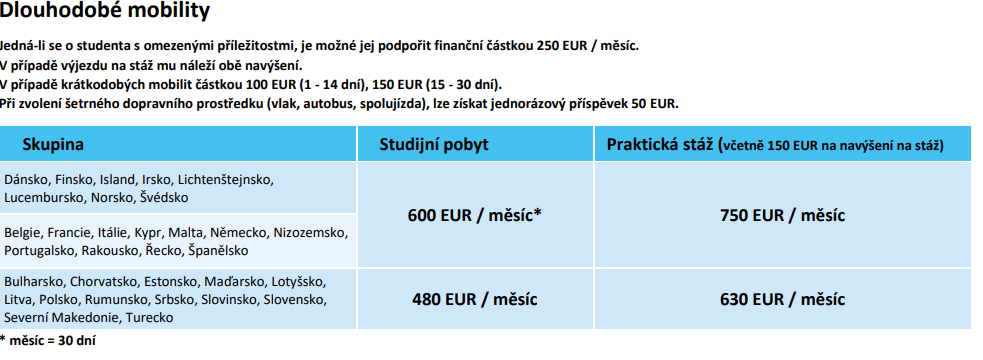 Dlouhodobé mobility
Jedná-li se o studenta s omezenými příležitostmi, je možné jej podpořit finanční částkou 250 EUR / měsíc.
V případě výjezdu na stáž mu náleží obě navýšení.
V případě krátkodobých mobilit částkou 100 EUR (1 - 14 dní), 150 EUR (15 - 30 dní).
Při zvolení šetrného dopravního prostředku (vlak, autobus, spolujízda), lze získat jednorázový příspěvek 50 EUR.
Skupina
Studijní pobyt
Praktická stáž (včetně 150 EUR na navýšení na stáž)
Dánsko, Finsko, Island, Irsko, Lichtenštejnsko,
Lucembursko, Norsko, Švédsko
600 EUR / měsíc*
750 EUR / měsíc
Belgie, Francie, Itálie, Kypr, Malta, Německo, Nizozemsko,
Portugalsko, Rakousko, Řecko, Španělsko
Bulharsko, Chorvatsko, Estonsko, Maďarsko, Lotyšsko,
Litva, Polsko, Rumunsko, Srbsko, Slovinsko, Slovensko,
Severní Makedonie, Turecko
480 EUR / měsíc
630 EUR / měsíc
* měsíc = 30 dní